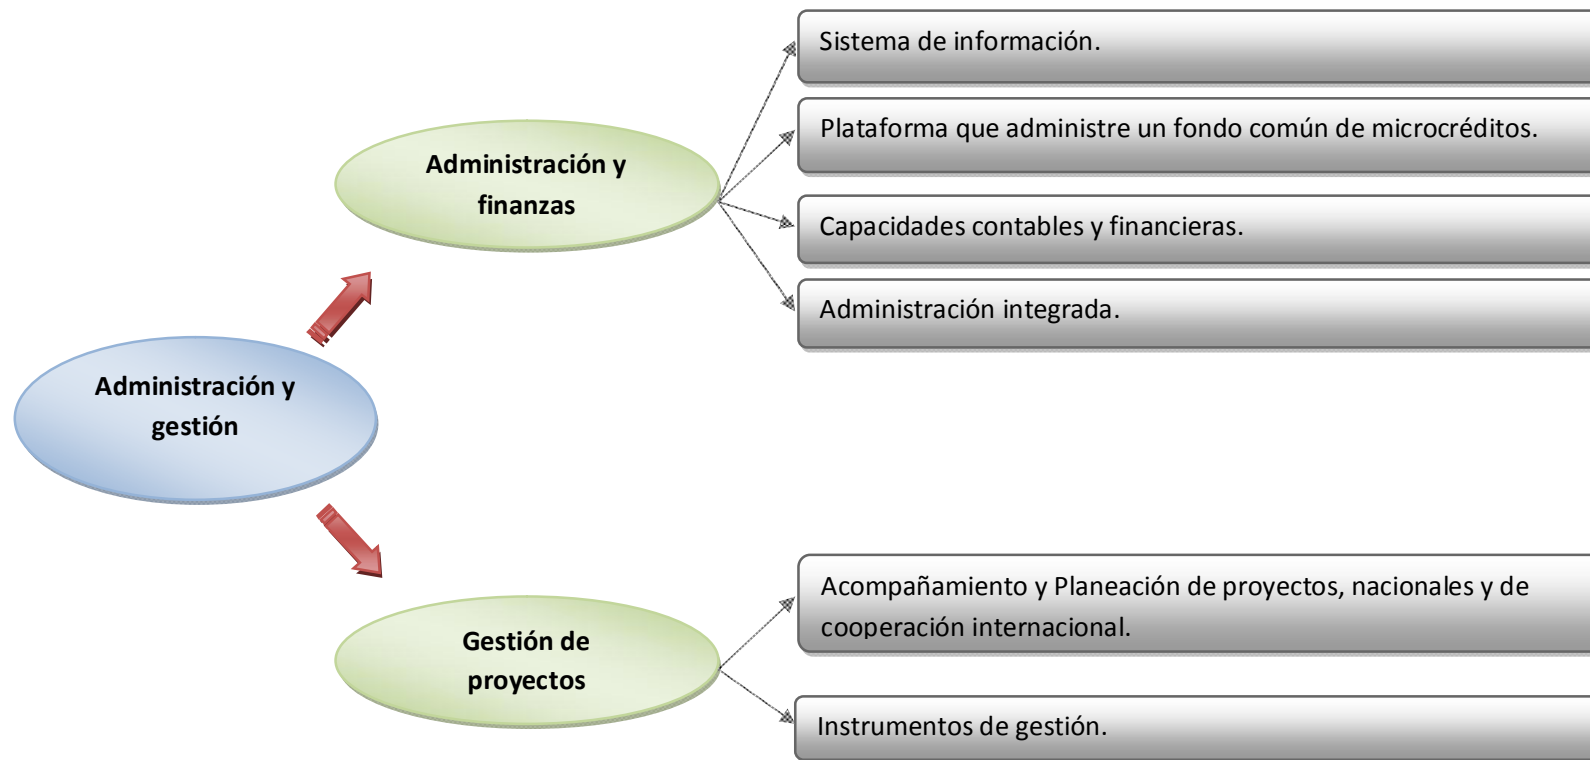 Administración y
gestión
Administración y
finanzas
Sistema de información.
Plataforma que administre un fondo común de microcréditos.
Capacidades contables y financieras.
Administración integrada.
Gestión de
proyectos
Acompañamiento y Planeación de proyectos, nacionales y de
cooperación internacional.
Instrumentos de gestión.